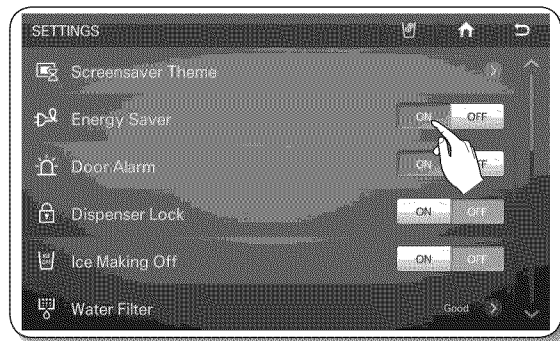 SETTINGS
Screensaver Theme
Energy Saver ON OFF
Door Alarm ON
Dispenser Lock ON OFF
Ice Making Off ON OFF
Water Filter Good